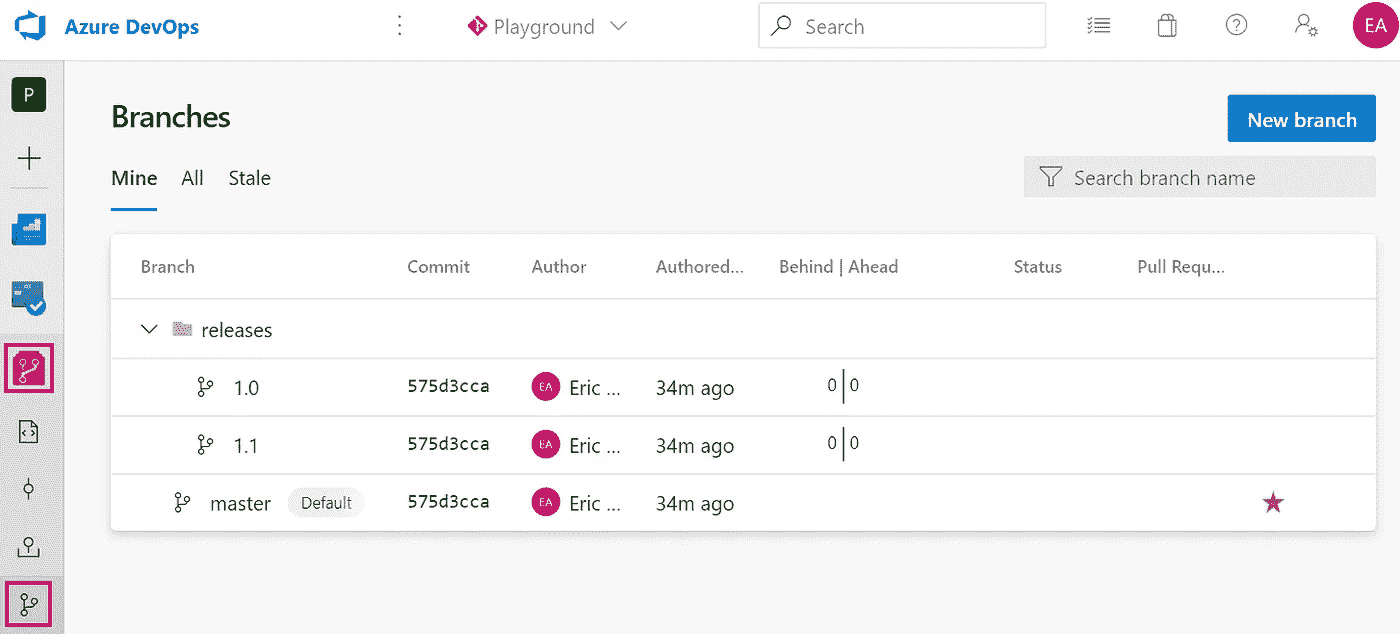 Azure DevOps
Playground
Search
EA
P
Branches
New branch
Mine All Stale
Search branch name
Branch Commit Author Authored... Behind | Ahead Status Pull Requ...
releases
1.0 575d3cca EA Eric ... 34m ago 0 0
1.1 575d3cca EA Eric ... 34m ago 0 0
master Default 575d3cca EA Eric ... 34m ago